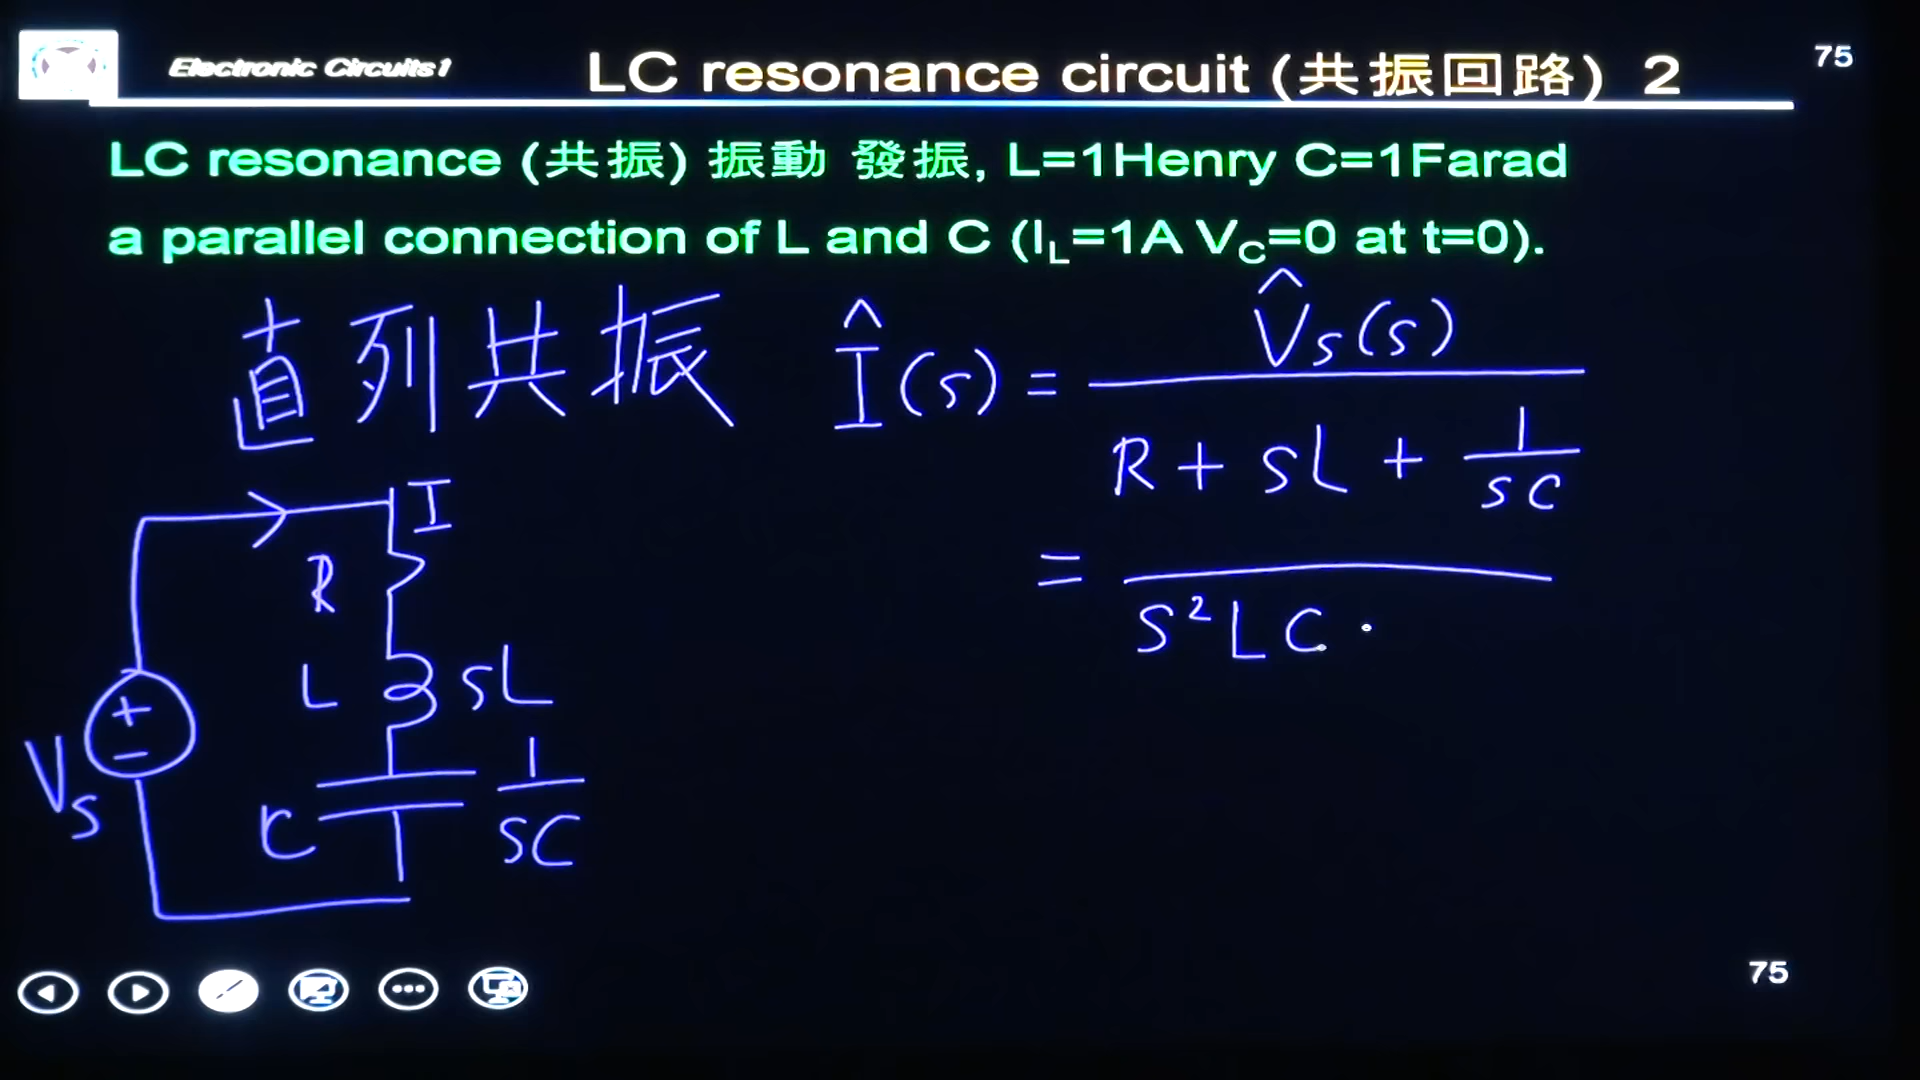 Electronic Circuits1
LC resonance circuit (共振回路) 2
75
LC resonance (共振) 振動 發振, L=1Henry C=1Farad
a parallel connection of L and C (I_L=1A V_C=0 at t=0).
直列共振
Î(s) = V̂s(s) / (R + sL + 1/sC)
= / s²LC ·
I
R
L sL
Vs
C 1/sC
75